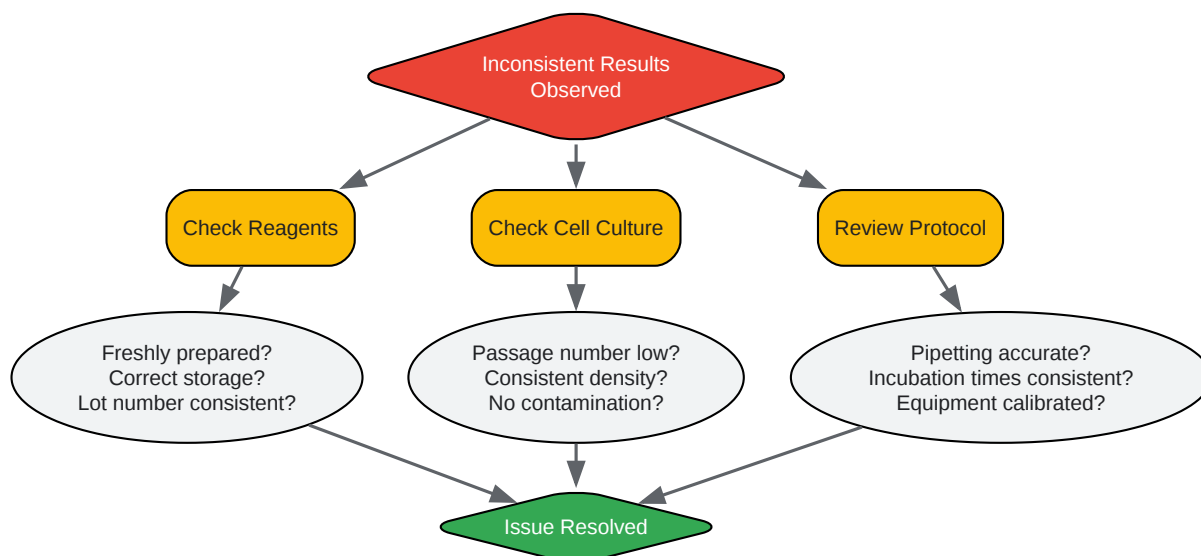 Inconsistent Results
Observed
Check Reagents
Check Cell Culture
Review Protocol
Freshly prepared?
Correct storage?
Lot number consistent?
Passage number low?
Consistent density?
No contamination?
Pipetting accurate?
Incubation times consistent?
Equipment calibrated?
Issue Resolved